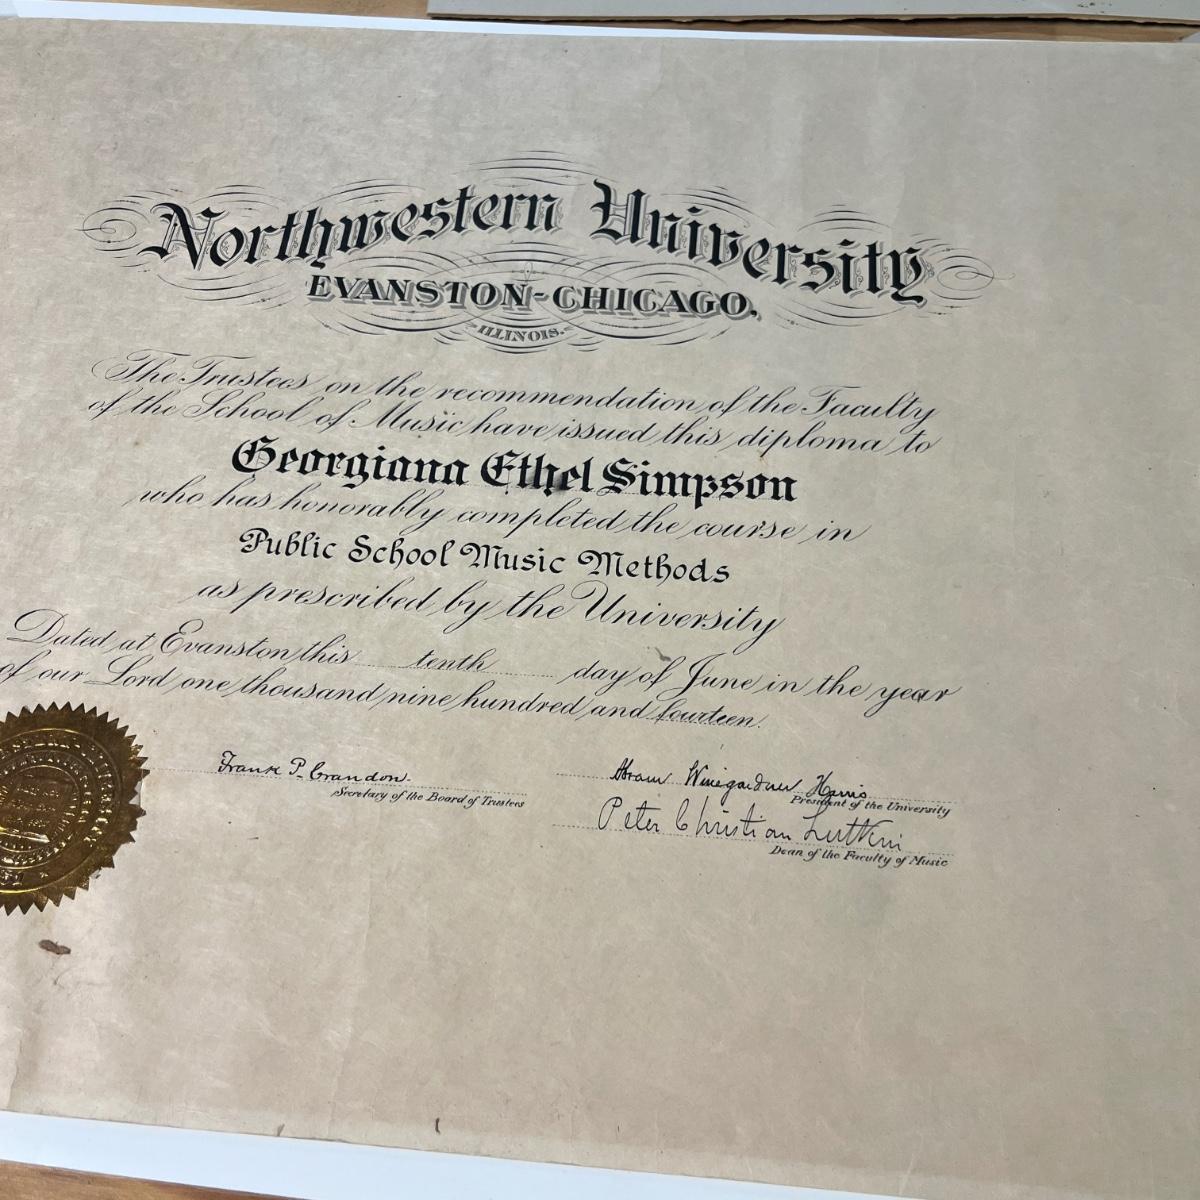 Northwestern University
EVANSTON-CHICAGO.
ILLINOIS.
The Trustees on the recommendation of the Faculty
of the School of Music have issued this diploma to
Georgiana Ethel Simpson
who has honorably completed the course in
Public School Music Methods
as prescribed by the University
Dated at Evanston this tenth day of June in the year
of our Lord one thousand nine hundred and fourteen.
Frank P. Crandon.
Secretary of the Board of Trustees
Abram Winegardner Harris
President of the University
Peter Christian Lutkin
Dean of the Faculty of Music